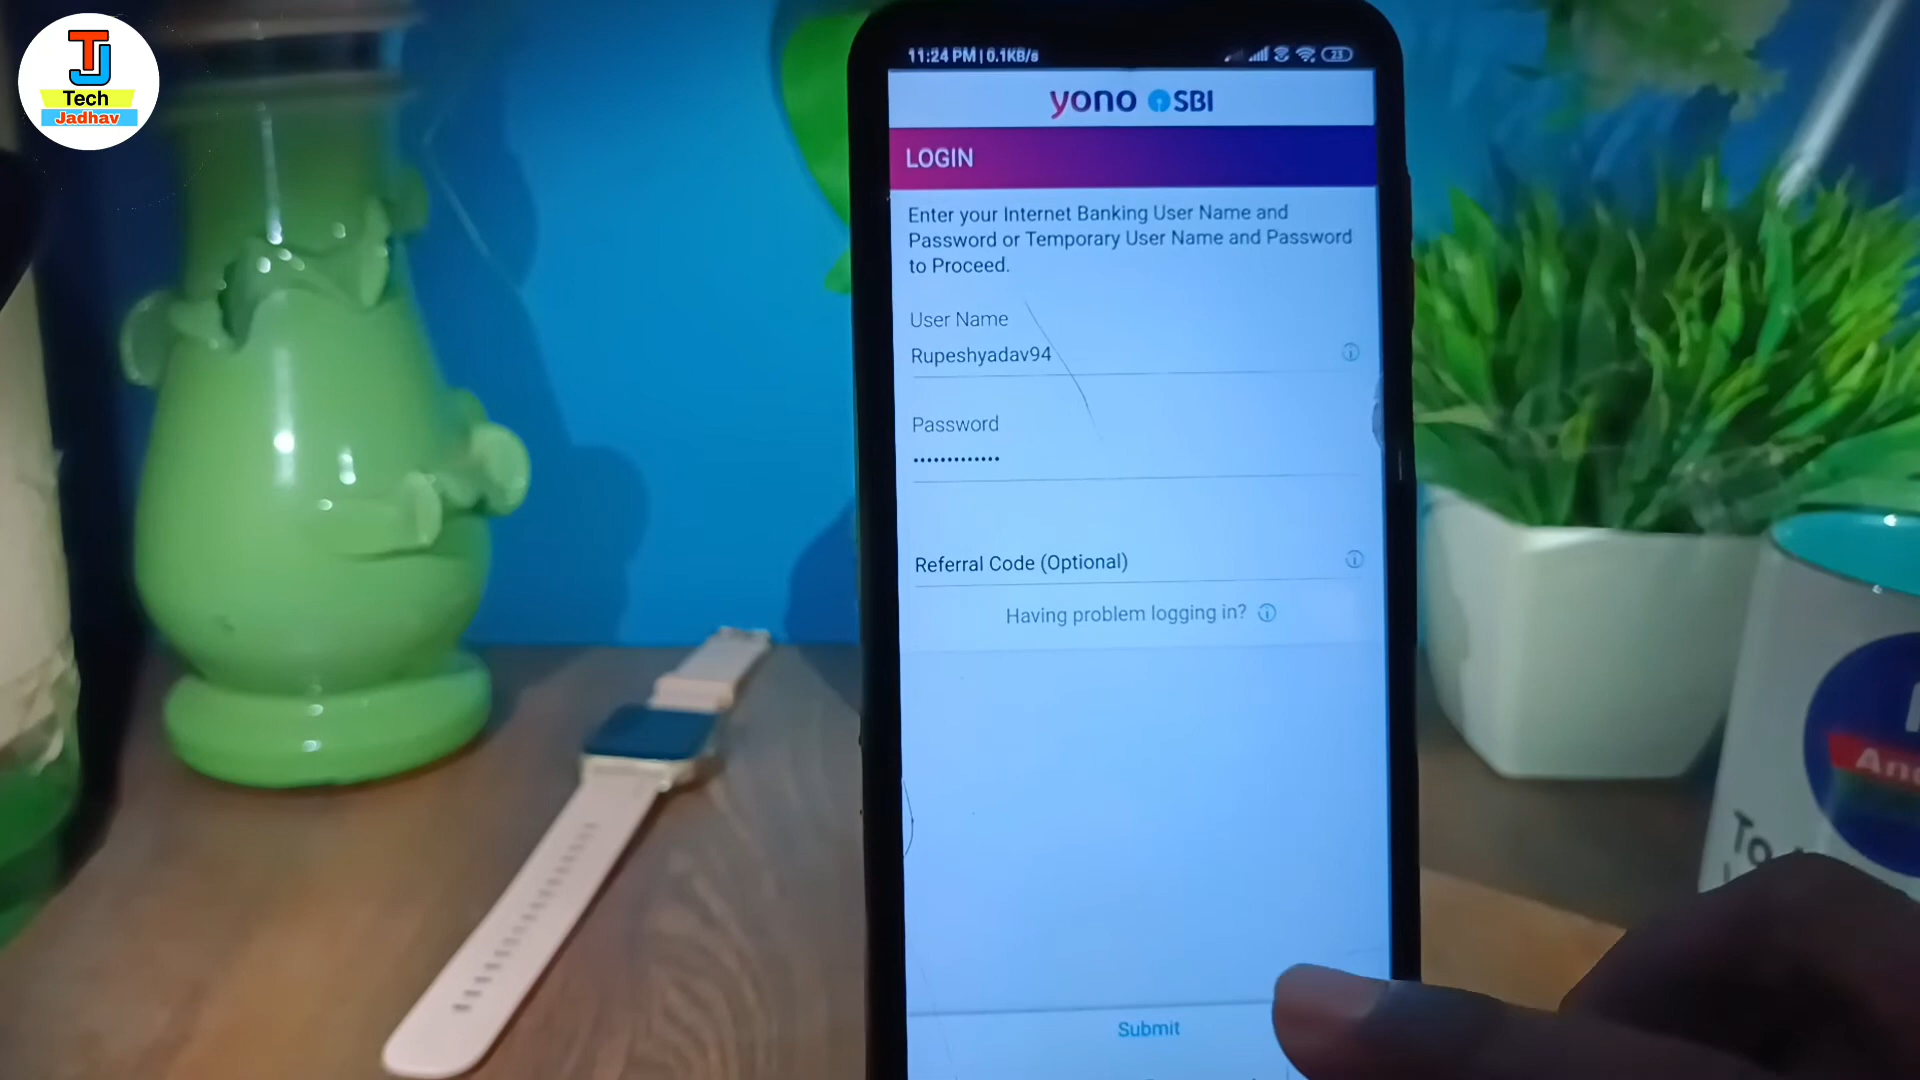 TJ
Tech
Jadhav
11:24 PM | 0.1KB/s
23
yono SBI
LOGIN
Enter your Internet Banking User Name and
Password or Temporary User Name and Password
to Proceed.
User Name
Rupeshyadav94
Password
•••••••••••••
Referral Code (Optional)
Having problem logging in?
Submit